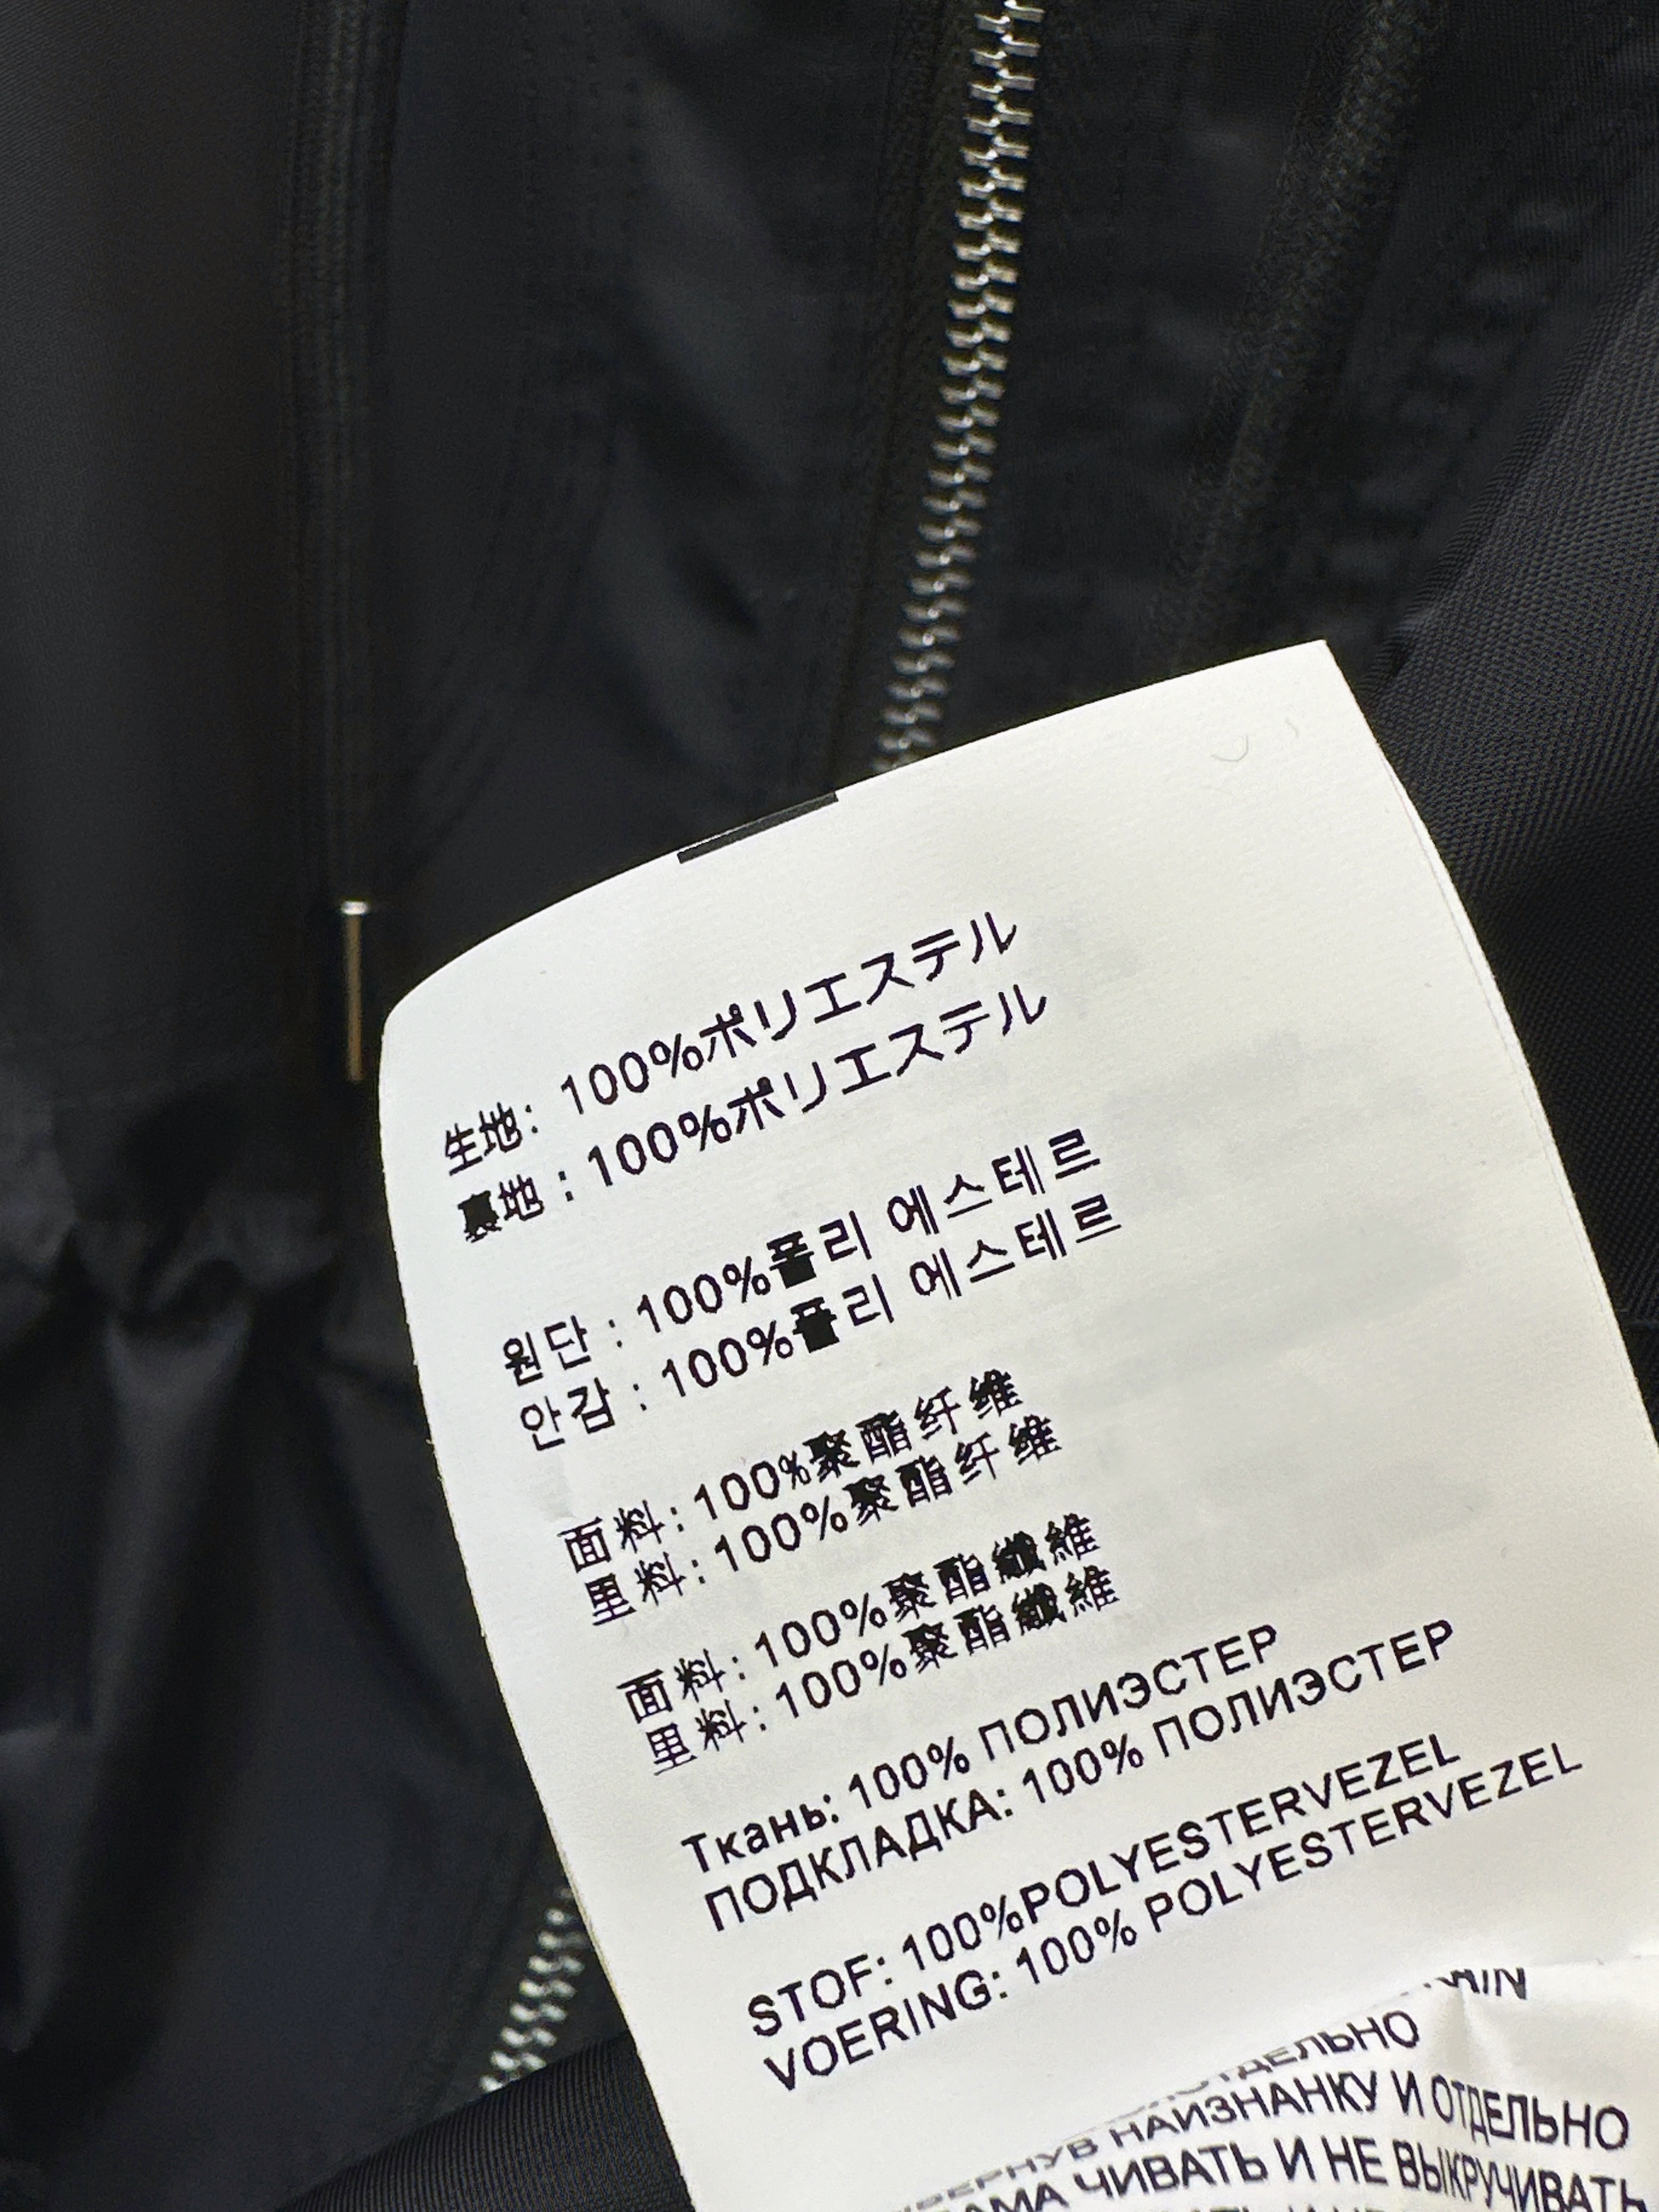 生地: 100%ポリエステル
裏地 : 100%ポリエステル
원단 : 100%폴리 에스테르
안감 : 100%폴리 에스테르
面料: 100%聚酯纤维
里料: 100%聚酯纤维
面料: 100%聚酯纖維
里料: 100%聚酯纖維
Ткань: 100% ПОЛИЭСТЕР
ПОДКЛАДКА: 100% ПОЛИЭСТЕР
STOF: 100%POLYESTERVEZEL
VOERING: 100% POLYESTERVEZEL
НАИЗНАНКУ И ОТДЕЛЬНО
ЧИВАТЬ И НЕ ВЫКРУЧИВАТЬ